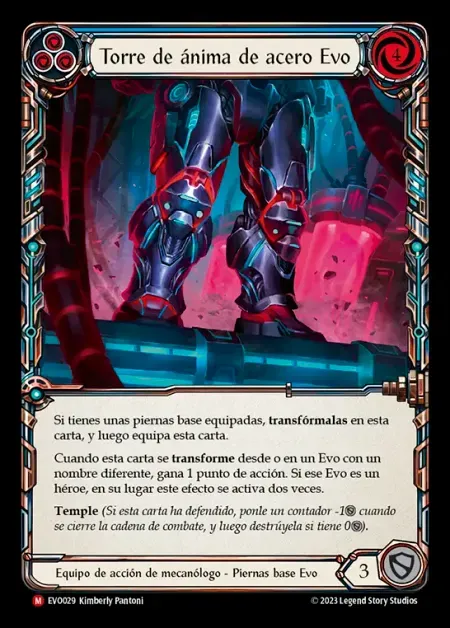 Torre de ánima de acero Evo
4
Si tienes unas piernas base equipadas, transfórmalas en esta
carta, y luego equipa esta carta.
Cuando esta carta se transforme desde o en un Evo con un
nombre diferente, gana 1 punto de acción. Si ese Evo es un
héroe, en su lugar este efecto se activa dos veces.
Temple (Si esta carta ha defendido, ponle un contador -1 cuando
se cierre la cadena de combate, y luego destrúyela si tiene 0).
Equipo de acción de mecanólogo - Piernas base Evo
3
M EVO029 Kimberly Pantoni
© 2023 Legend Story Studios